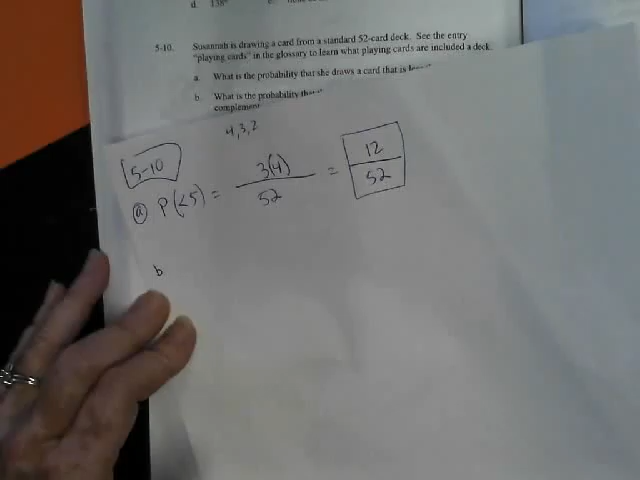 d. 138°
5-10. Susannah is drawing a card from a standard 52-card deck. See the entry
"playing cards" in the glossary to learn what playing cards are included a deck.
a. What is the probability that she draws a card that is
b. What is the probability
complement
4,3,2
5-10
a P(<5) = 3(4)/52 = 12/52
b